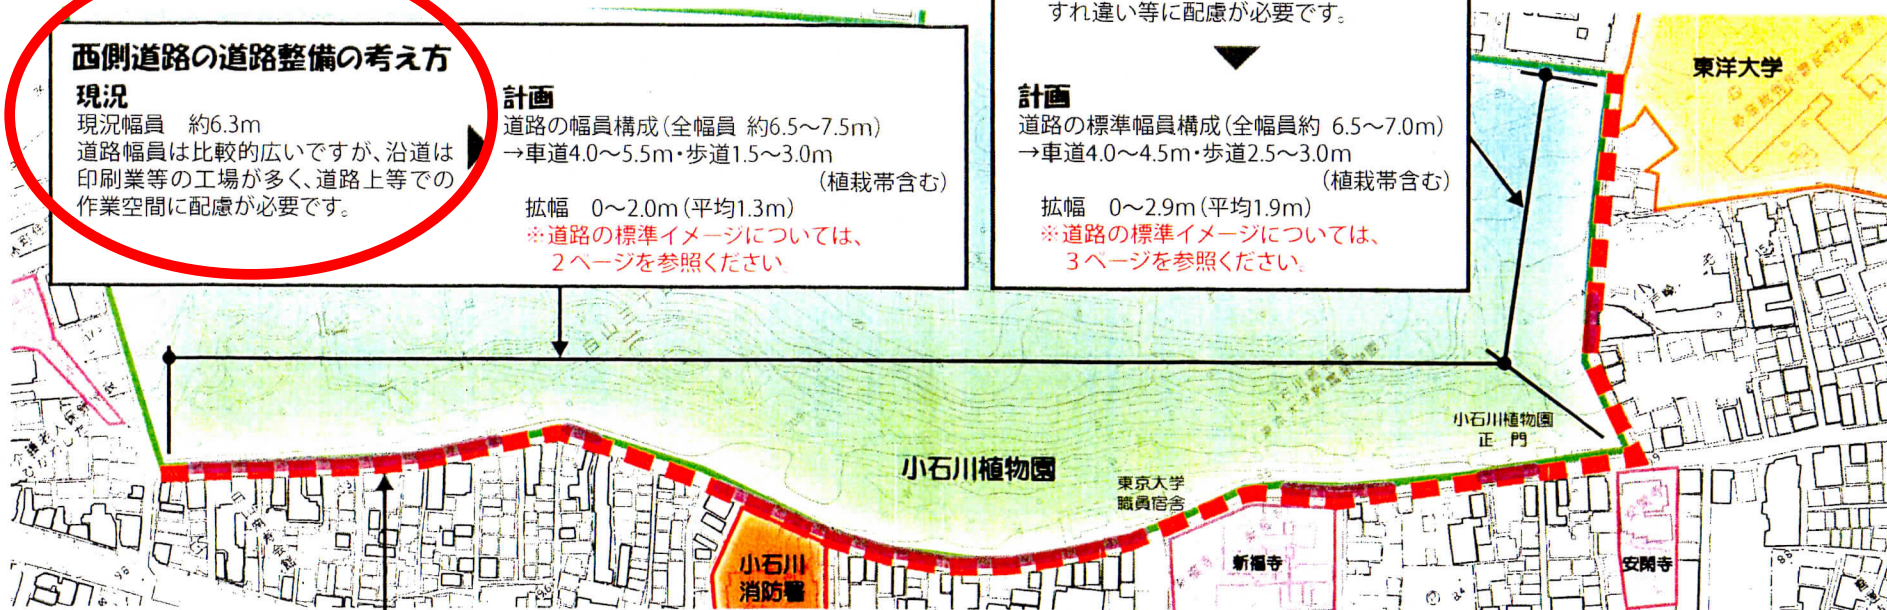 西側道路の道路整備の考え方
現況
現況幅員 約6.3m
道路幅員は比較的広いですが、沿道は
印刷業等の工場が多く、道路上等での
作業空間に配慮が必要です。
計画
道路の幅員構成(全幅員 約6.5～7.5m)
→車道4.0～5.5m・歩道1.5～3.0m
(植栽帯含む)
拡幅 0～2.0m(平均1.3m)
※道路の標準イメージについては、
2ページを参照ください。
すれ違い等に配慮が必要です。
計画
道路の標準幅員構成(全幅員約 6.5～7.0m)
→車道4.0～4.5m・歩道2.5～3.0m
(植栽帯含む)
拡幅 0～2.9m(平均1.9m)
※道路の標準イメージについては、
3ページを参照ください。
東洋大学
小石川植物園
正門
小石川植物園
東京大学
職員宿舎
小石川
消防署
新福寺
安閑寺